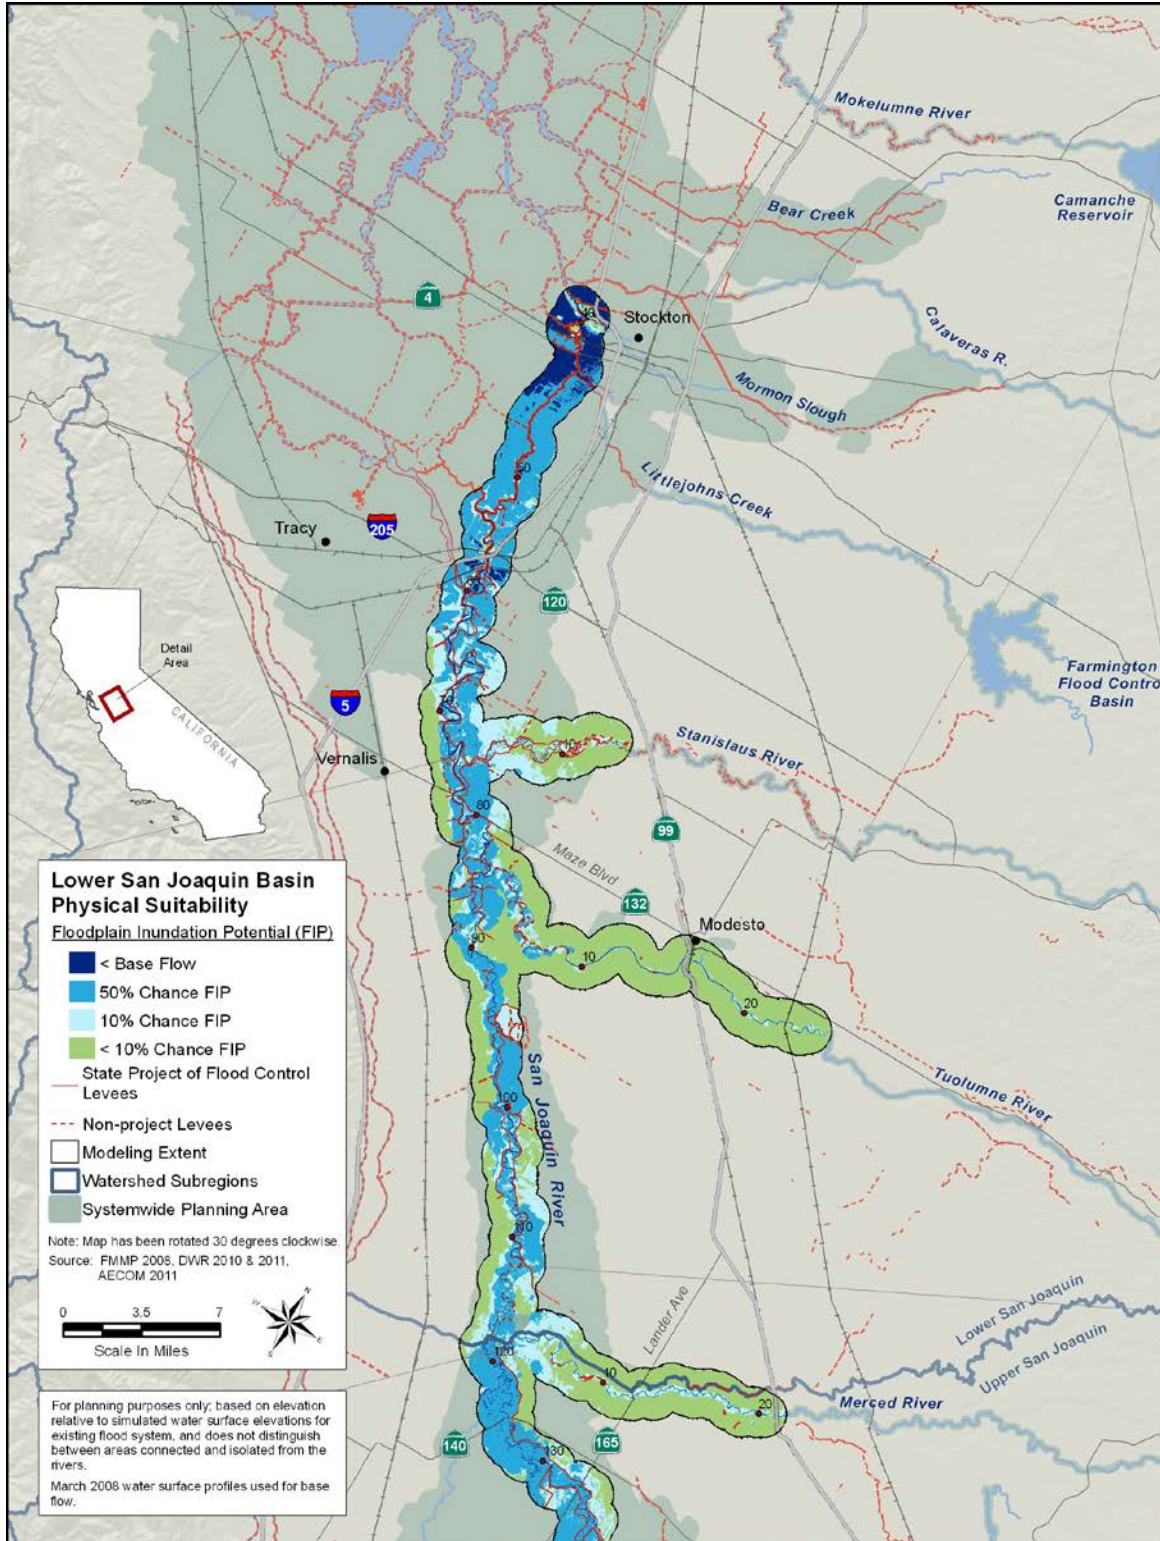 Mokelumne River
Camanche
Reservoir
Bear Creek
4
40
Stockton
Calaveras R.
Mormon Slough
50
Littlejohns Creek
Tracy
205
120
Detail
Area
CALIFORNIA
Farmington
Flood Control
Basin
5
70
10
Stanislaus River
Vernalis
80
99
Maze Blvd
132
Modesto
90
10
20
Lower San Joaquin Basin
Physical Suitability
Floodplain Inundation Potential (FIP)
< Base Flow
50% Chance FIP
10% Chance FIP
< 10% Chance FIP
State Project of Flood Control
Levees
Non-project Levees
Modeling Extent
Watershed Subregions
Systemwide Planning Area
Note: Map has been rotated 30 degrees clockwise.
Source: FMMP 2008, DWR 2010 & 2011,
AECOM 2011
0 3.5 7
Scale In Miles
N
W
E
S
San Joaquin River
Tuolumne River
100
110
Lander Ave
Lower San Joaquin
Upper San Joaquin
120
10
20
Merced River
140
165
130
For planning purposes only; based on elevation
relative to simulated water surface elevations for
existing flood system, and does not distinguish
between areas connected and isolated from the
rivers.
March 2008 water surface profiles used for base
flow.